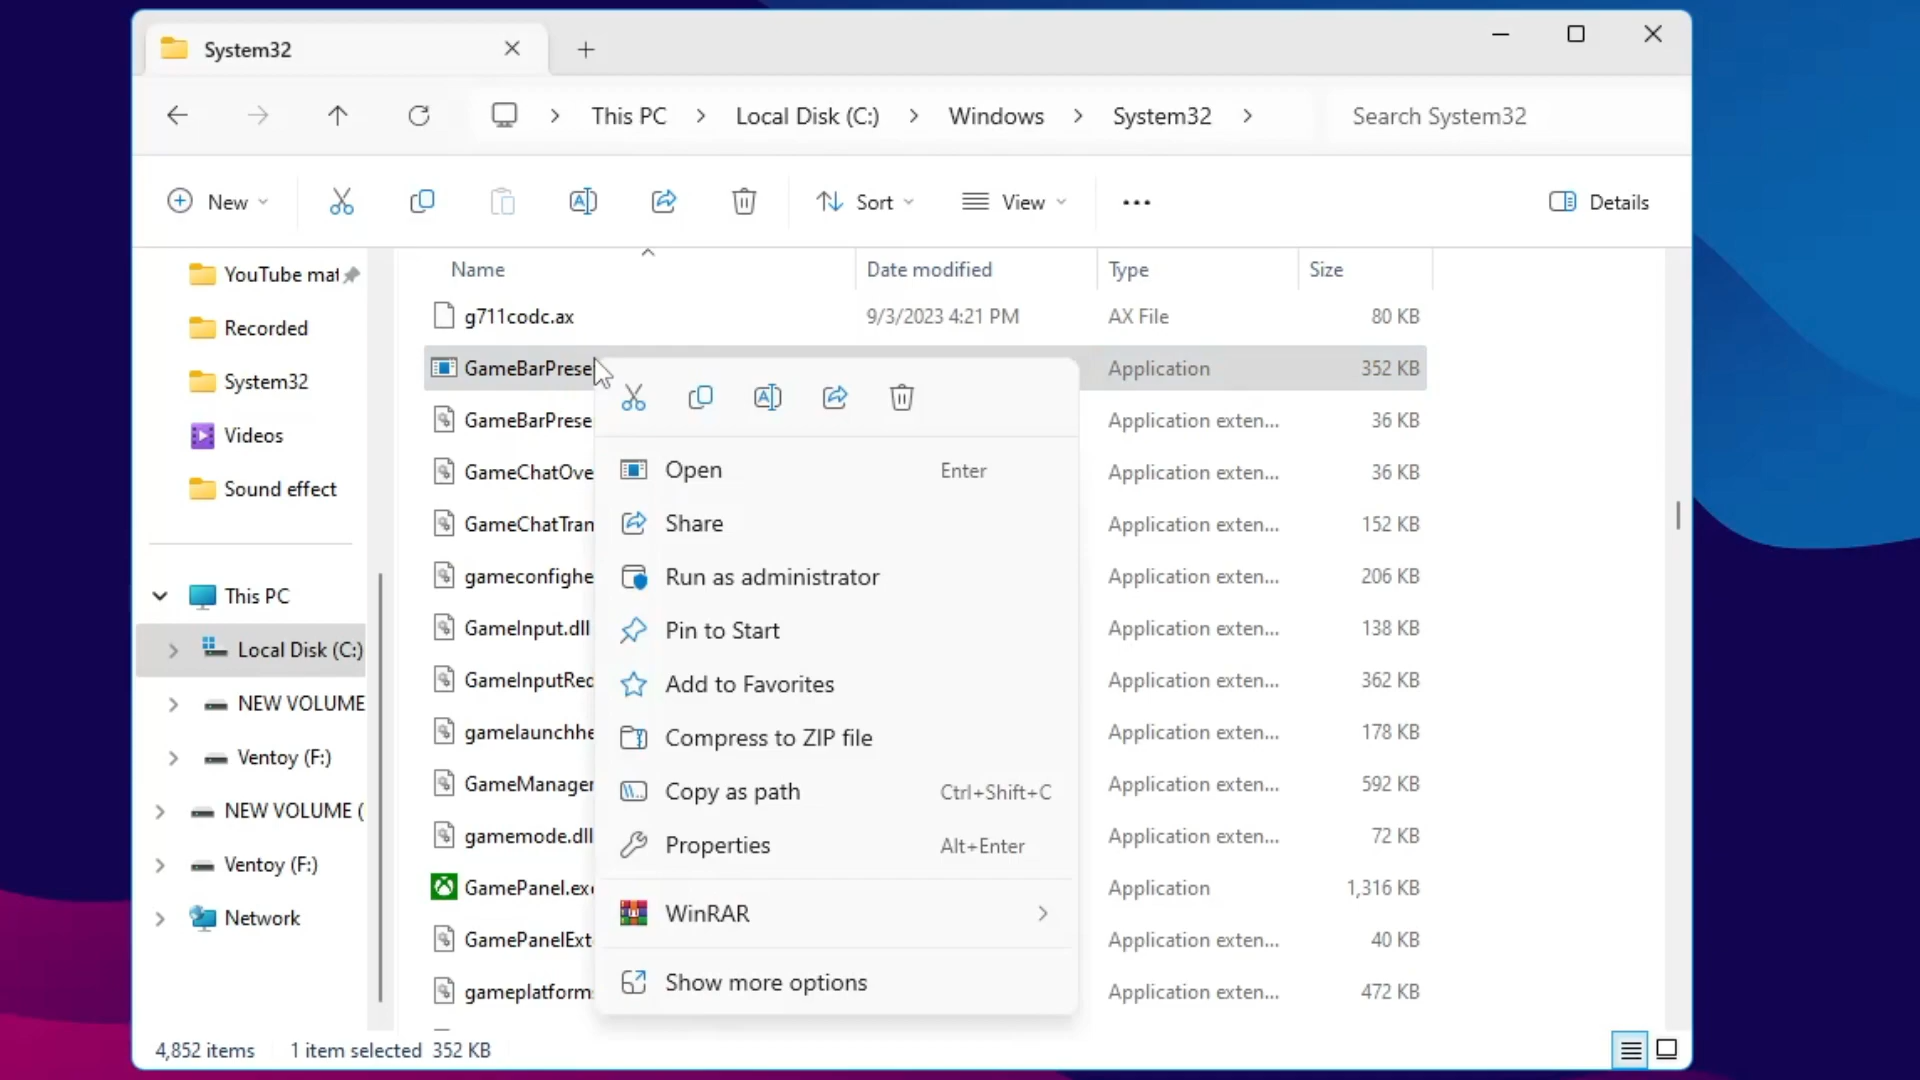 System32
This PC > Local Disk (C:) > Windows > System32 >
Search System32
New
Sort
View
Details
YouTube mat
Recorded
System32
Videos
Sound effect
This PC
Local Disk (C:)
NEW VOLUME
Ventoy (F:)
NEW VOLUME (
Ventoy (F:)
Network
Name Date modified Type Size
g711codc.ax 9/3/2023 4:21 PM AX File 80 KB
GameBarPrese Application 352 KB
GameBarPrese Application exten... 36 KB
GameChatOve Application exten... 36 KB
GameChatTran Application exten... 152 KB
gameconfighe Application exten... 206 KB
GameInput.dll Application exten... 138 KB
GameInputRed Application exten... 362 KB
gamelaunchhe Application exten... 178 KB
GameManager Application exten... 592 KB
gamemode.dll Application exten... 72 KB
GamePanel.exe Application 1,316 KB
GamePanelExt Application exten... 40 KB
gameplatforms Application exten... 472 KB
Open Enter
Share
Run as administrator
Pin to Start
Add to Favorites
Compress to ZIP file
Copy as path Ctrl+Shift+C
Properties Alt+Enter
WinRAR
Show more options
4,852 items 1 item selected 352 KB